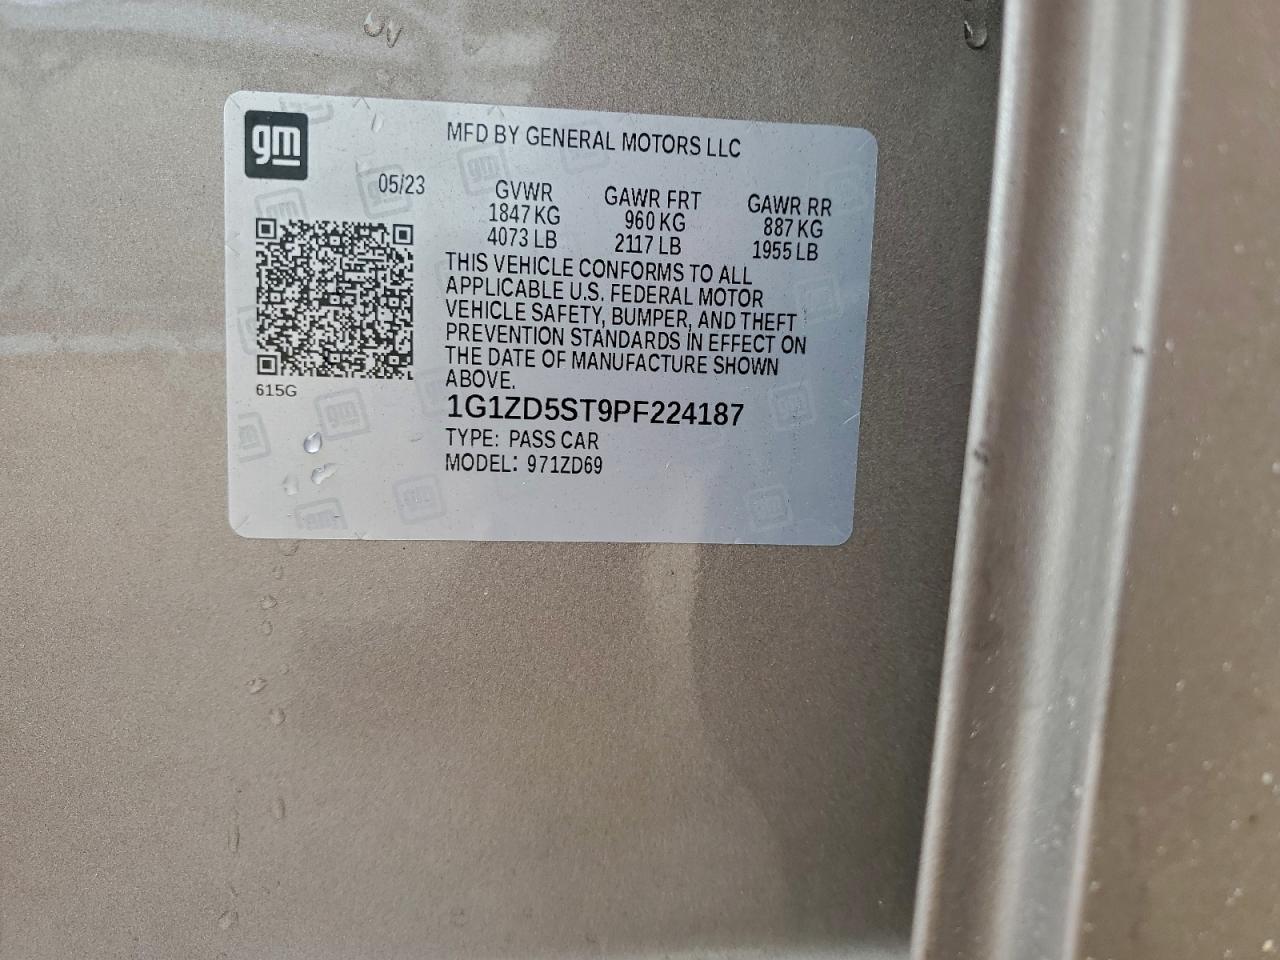 gm
MFD BY GENERAL MOTORS LLC
05/23
GVWR GAWR FRT GAWR RR
1847 KG 960 KG 887 KG
4073 LB 2117 LB 1955 LB
THIS VEHICLE CONFORMS TO ALL
APPLICABLE U.S. FEDERAL MOTOR
VEHICLE SAFETY, BUMPER, AND THEFT
PREVENTION STANDARDS IN EFFECT ON
THE DATE OF MANUFACTURE SHOWN
ABOVE.
615G
1G1ZD5ST9PF224187
TYPE: PASS CAR
MODEL: 971ZD69